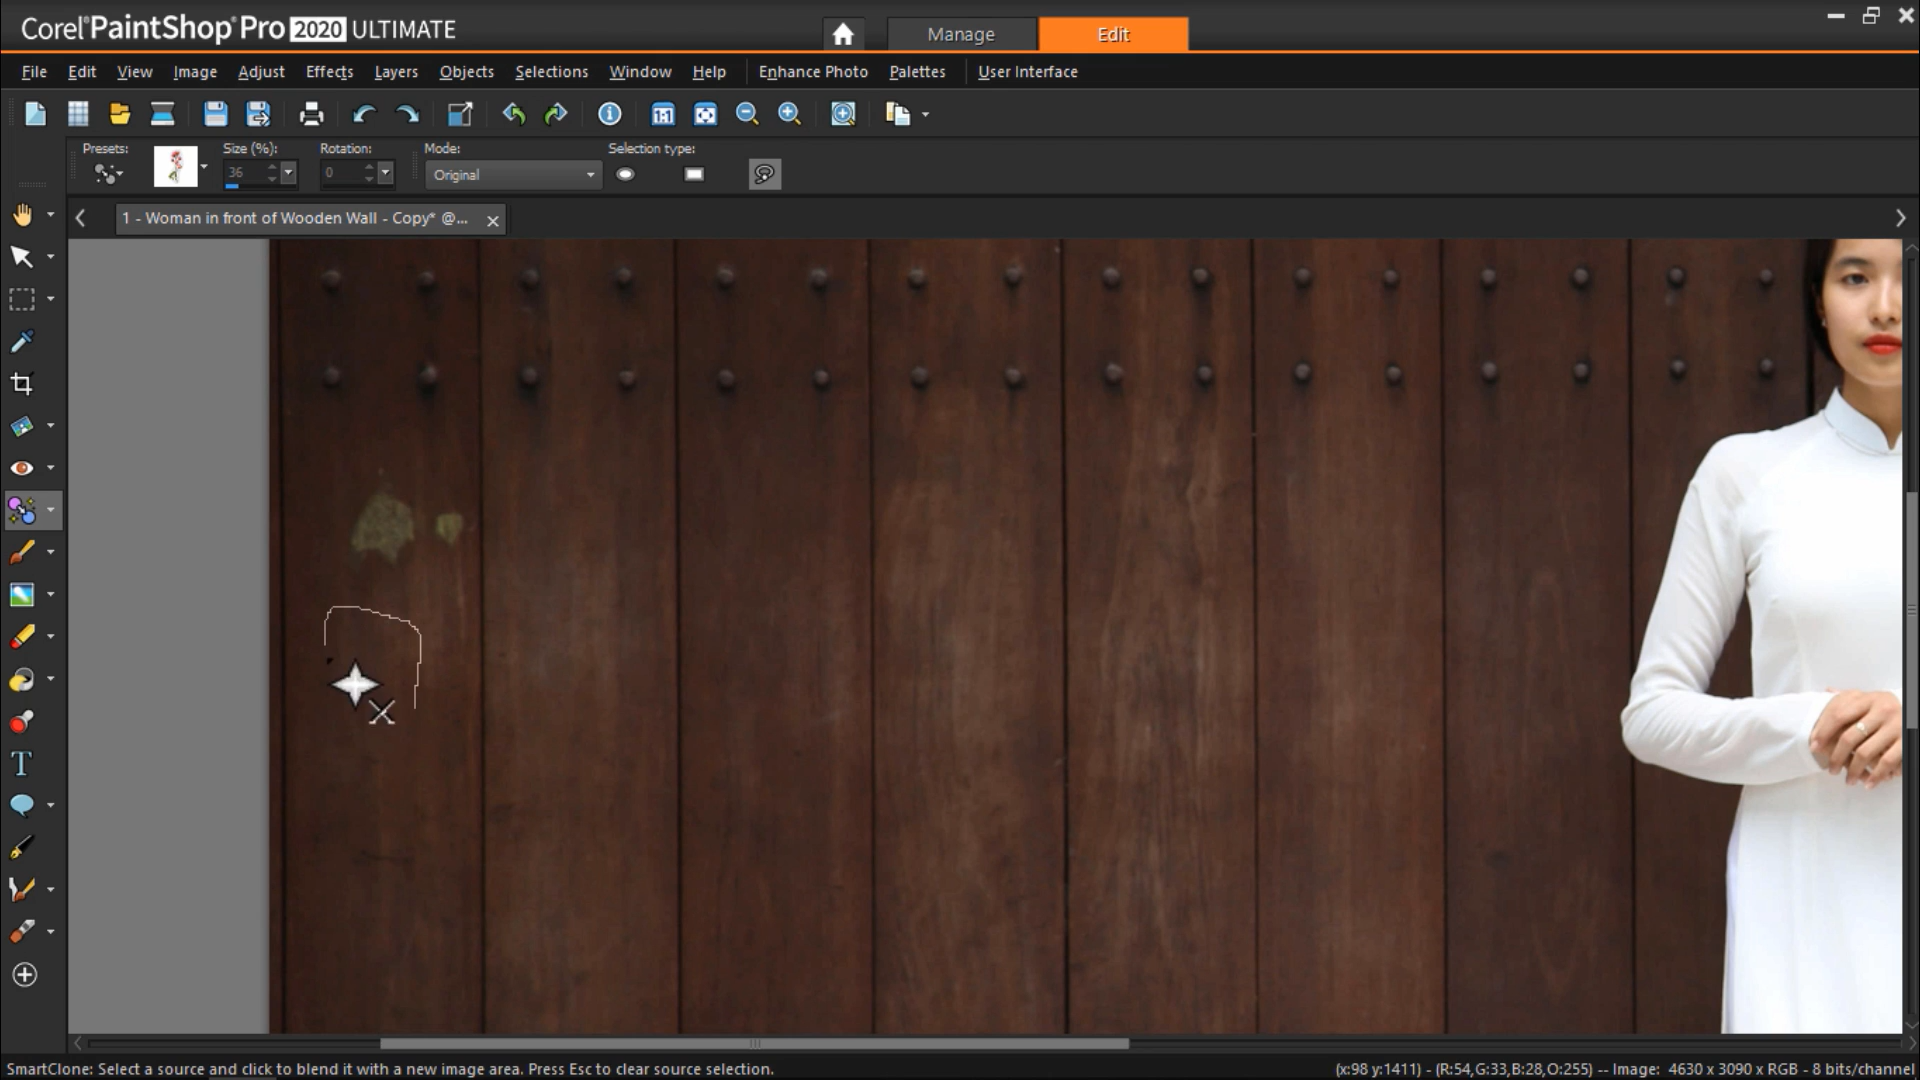 Corel® PaintShop® Pro 2020 ULTIMATE
Manage
Edit
File Edit View Image Adjust Effects Layers Objects Selections Window Help Enhance Photo Palettes User Interface
1:1
Presets:
Size (%):
36
Rotation:
0
Mode:
Original
Selection type:
1 - Woman in front of Wooden Wall - Copy* @...
T
SmartClone: Select a source and click to blend it with a new image area. Press Esc to clear source selection.
(x:98 y:1411) - (R:54,G:33,B:28,O:255) -- Image: 4630 x 3090 x RGB - 8 bits/channel